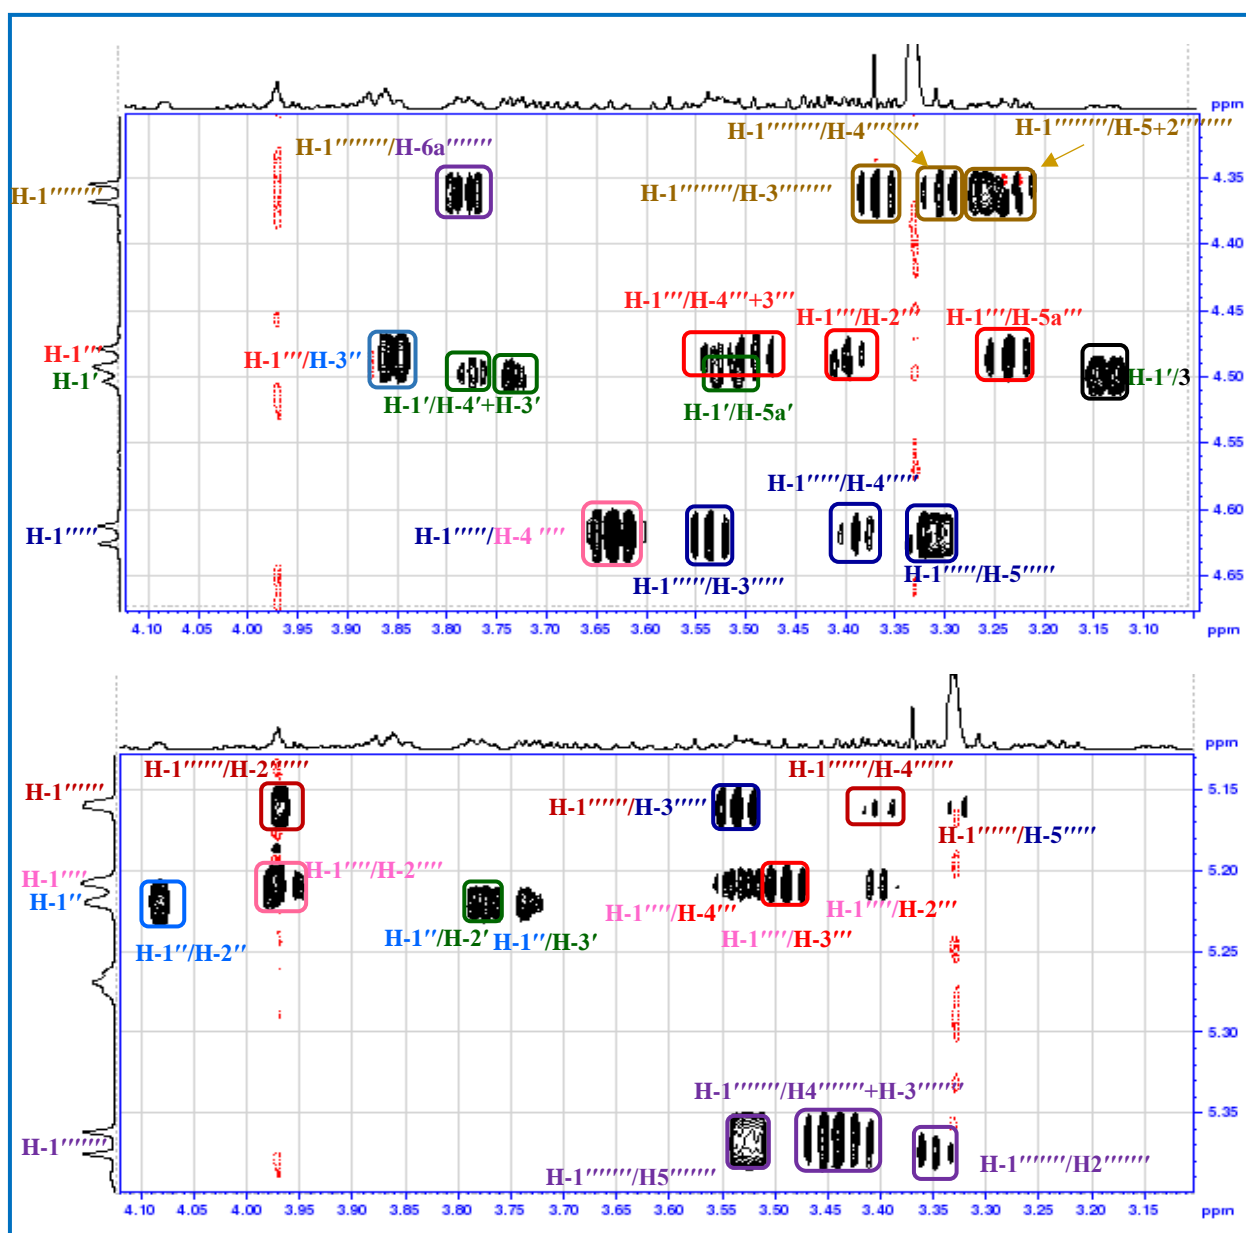 ppm
H-1′′′′′′′′/H-4′′′′′′′′
H-1′′′′′′′′/H-5+2′′′′′′′′
H-1′′′′′′′′/H-6a′′′′′′′
H-1′′′′′′′′
H-1′′′′′′′′/H-3′′′′′′′′
4.35
4.40
4.45
H-1′′′/H-4′′′+3′′′
H-1′′′/H-2′′′
H-1′′′/H-5a′′′
H-1′′′
H-1′′′/H-3′′
H-1′
H-1′/3
4.50
H-1′/H-4′+H-3′
H-1′/H-5a′
4.55
H-1′′′′′/H-4′′′′′
4.60
H-1′′′′′
H-1′′′′′/H-4 ′′′′
H-1′′′′′/H-3′′′′′
H-1′′′′′/H-5′′′′′
4.65
4.10 4.05 4.00 3.95 3.90 3.85 3.80 3.75 3.70 3.65 3.60 3.55 3.50 3.45 3.40 3.35 3.30 3.25 3.20 3.15 3.10 ppm
ppm
H-1′′′′′′/H-2′′′′′′
H-1′′′′′′/H-4′′′′′′
H-1′′′′′′
5.15
H-1′′′′′′/H-3′′′′′
H-1′′′′′′/H-5′′′′′
H-1′′′′/H-2′′′′
H-1′′′′
5.20
H-1′′
H-1′′′′/H-4′′′
H-1′′′′/H-2′′′
H-1′′/H-2′
H-1′′/H-3′
H-1′′′′/H-3′′′
H-1′′/H-2′′
5.25
5.30
H-1′′′′′′′/H4′′′′′′′+H-3′′′′′′′
5.35
H-1′′′′′′′
H-1′′′′′′′/H5′′′′′′′
H-1′′′′′′′/H2′′′′′′′
4.10 4.05 4.00 3.95 3.90 3.85 3.80 3.75 3.70 3.65 3.60 3.55 3.50 3.45 3.40 3.35 3.30 3.25 3.20 3.15 ppm